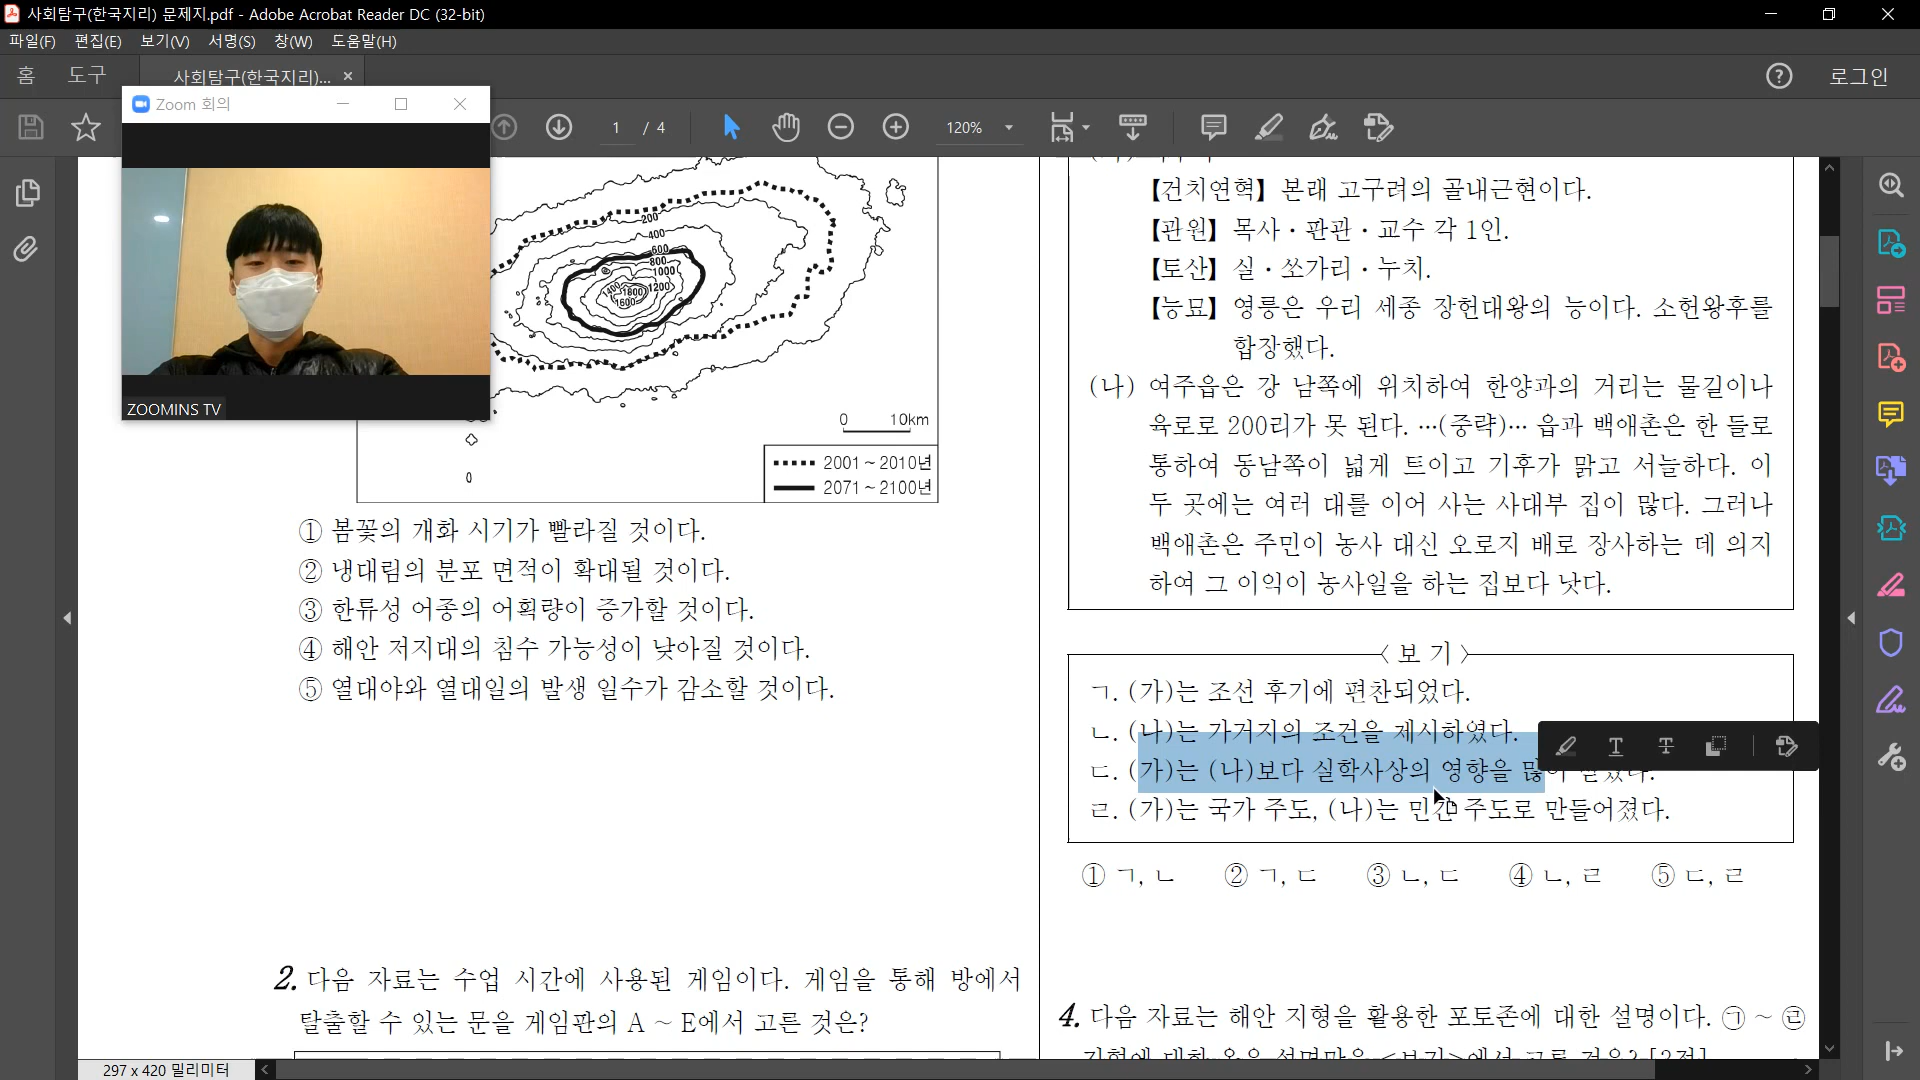 사회탐구(한국지리) 문제지.pdf - Adobe Acrobat Reader DC (32-bit)
파일(F) 편집(E) 보기(V) 서명(S) 창(W) 도움말(H)
홈 도구 사회탐구(한국지리)... ×
로그인
Zoom 회의
1 / 4 120%
ZOOMINS TV
200
400
600
800
1000
1200
1400
1800
1600
0 10km
2001 ~ 2010년
2071 ~ 2100년
① 봄꽃의 개화 시기가 빨라질 것이다.
② 냉대림의 분포 면적이 확대될 것이다.
③ 한류성 어종의 어획량이 증가할 것이다.
④ 해안 저지대의 침수 가능성이 낮아질 것이다.
⑤ 열대야와 열대일의 발생 일수가 감소할 것이다.
2. 다음 자료는 수업 시간에 사용된 게임이다. 게임을 통해 방에서
탈출할 수 있는 문을 게임판의 A ~ E에서 고른 것은?
【건치연혁】 본래 고구려의 골내근현이다.
【관원】 목사 · 판관 · 교수 각 1인.
【토산】 실 · 쏘가리 · 누치.
【능묘】 영릉은 우리 세종 장헌대왕의 능이다. 소헌왕후를
합장했다.
(나) 여주읍은 강 남쪽에 위치하여 한양과의 거리는 물길이나
육로로 200리가 못 된다. …(중략)… 읍과 백애촌은 한 들로
통하여 동남쪽이 넓게 트이고 기후가 맑고 서늘하다. 이
두 곳에는 여러 대를 이어 사는 사대부 집이 많다. 그러나
백애촌은 주민이 농사 대신 오로지 배로 장사하는 데 의지
하여 그 이익이 농사일을 하는 집보다 낫다.
〈 보 기 〉
ㄱ. (가)는 조선 후기에 편찬되었다.
ㄴ. (나)는 가거지의 조건을 제시하였다.
ㄷ. (가)는 (나)보다 실학사상의 영향을 많이
ㄹ. (가)는 국가 주도, (나)는 민간 주도로 만들어졌다.
① ㄱ, ㄴ ② ㄱ, ㄷ ③ ㄴ, ㄷ ④ ㄴ, ㄹ ⑤ ㄷ, ㄹ
4. 다음 자료는 해안 지형을 활용한 포토존에 대한 설명이다. ㉠ ~ ㉣
297 x 420 밀리미터